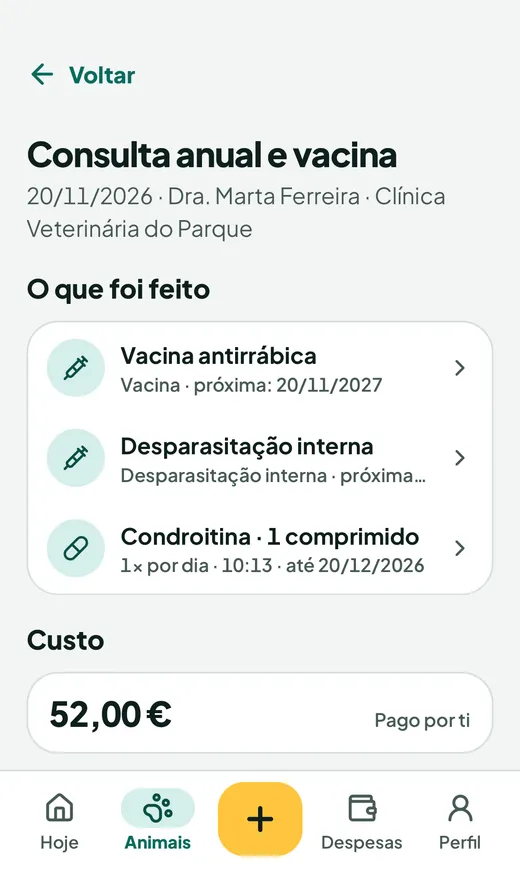 Voltar
Consulta anual e vacina
20/11/2026 · Dra. Marta Ferreira · Clínica
Veterinária do Parque
O que foi feito
Vacina antirrábica
Vacina · próxima: 20/11/2027
Desparasitação interna
Desparasitação interna · próxima…
Condroitina · 1 comprimido
1× por dia · 10:13 · até 20/12/2026
Custo
52,00 €
Pago por ti
Hoje
Animais
Despesas
Perfil